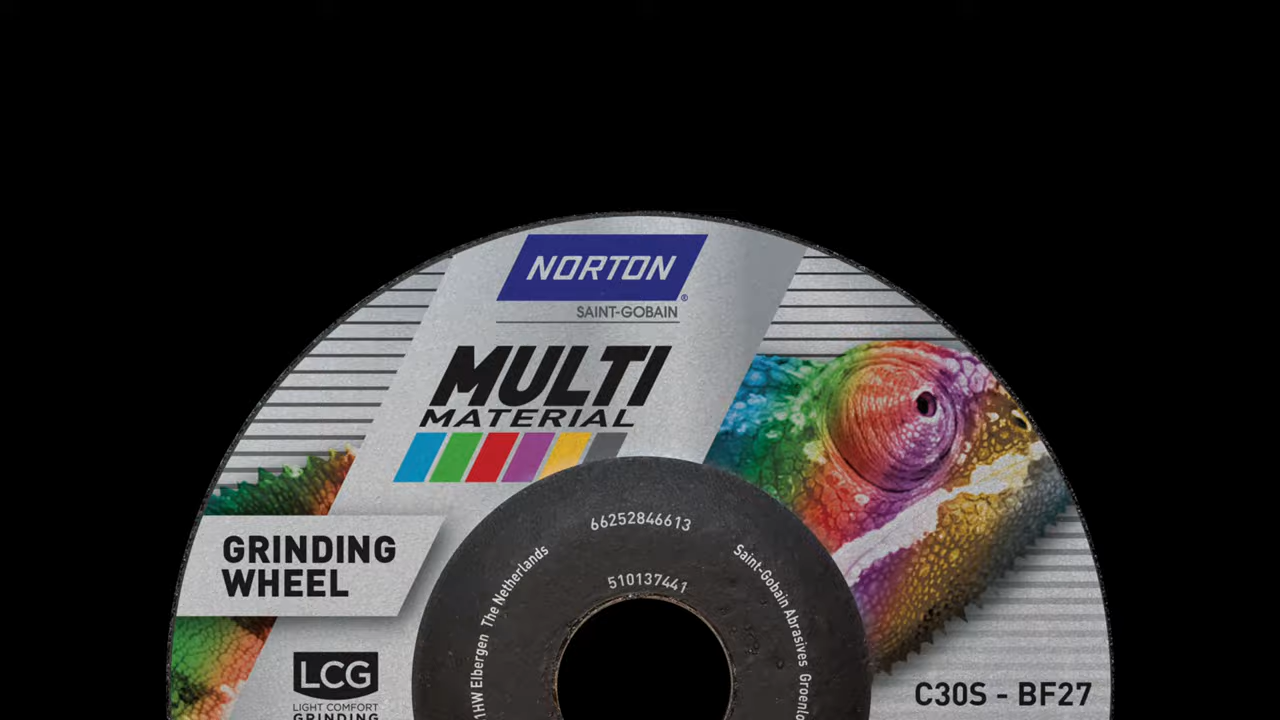 NORTON
®
SAINT-GOBAIN
MULTI
MATERIAL
66252846613
510137441
The Netherlands
Saint-Gobain Abrasives
GRINDING
WHEEL
LCG
LIGHT COMFORT
GRINDING
C30S - BF27
Eibergen